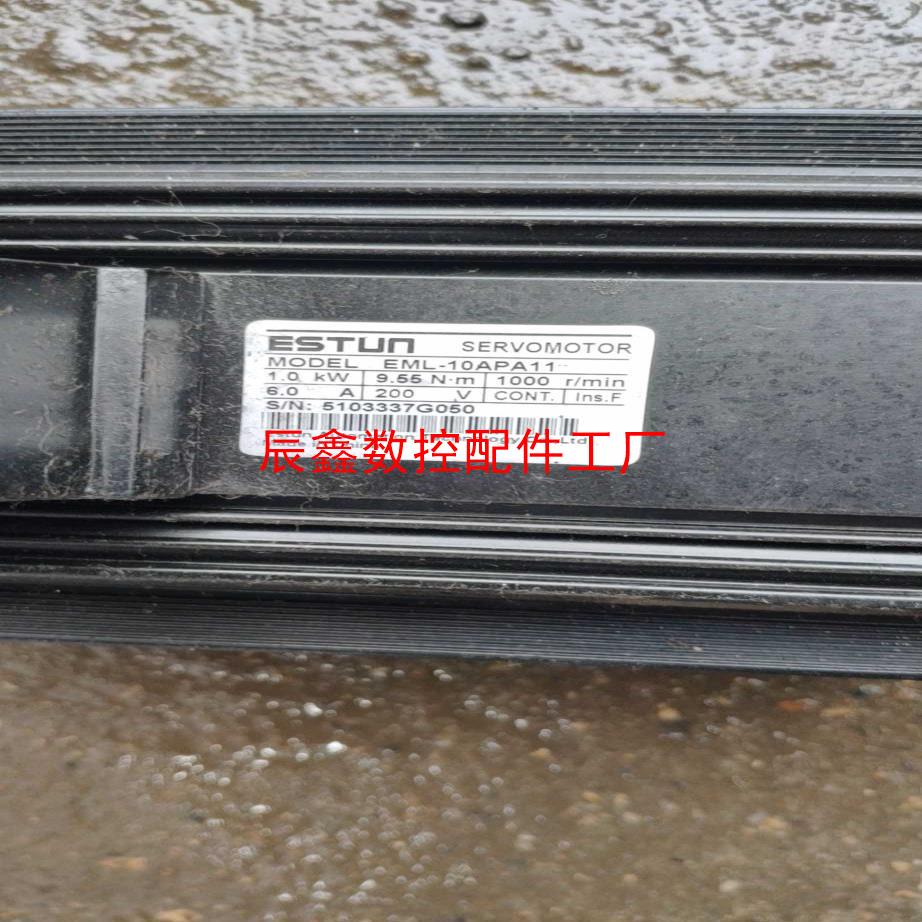 ESTUN SERVOMOTOR
MODEL EML-10APA11
1.0 kW 9.55 N·m 1000 r/min
6.0 A 200 V CONT. Ins.F
S/N: 5103337G050
辰鑫数控配件工厂